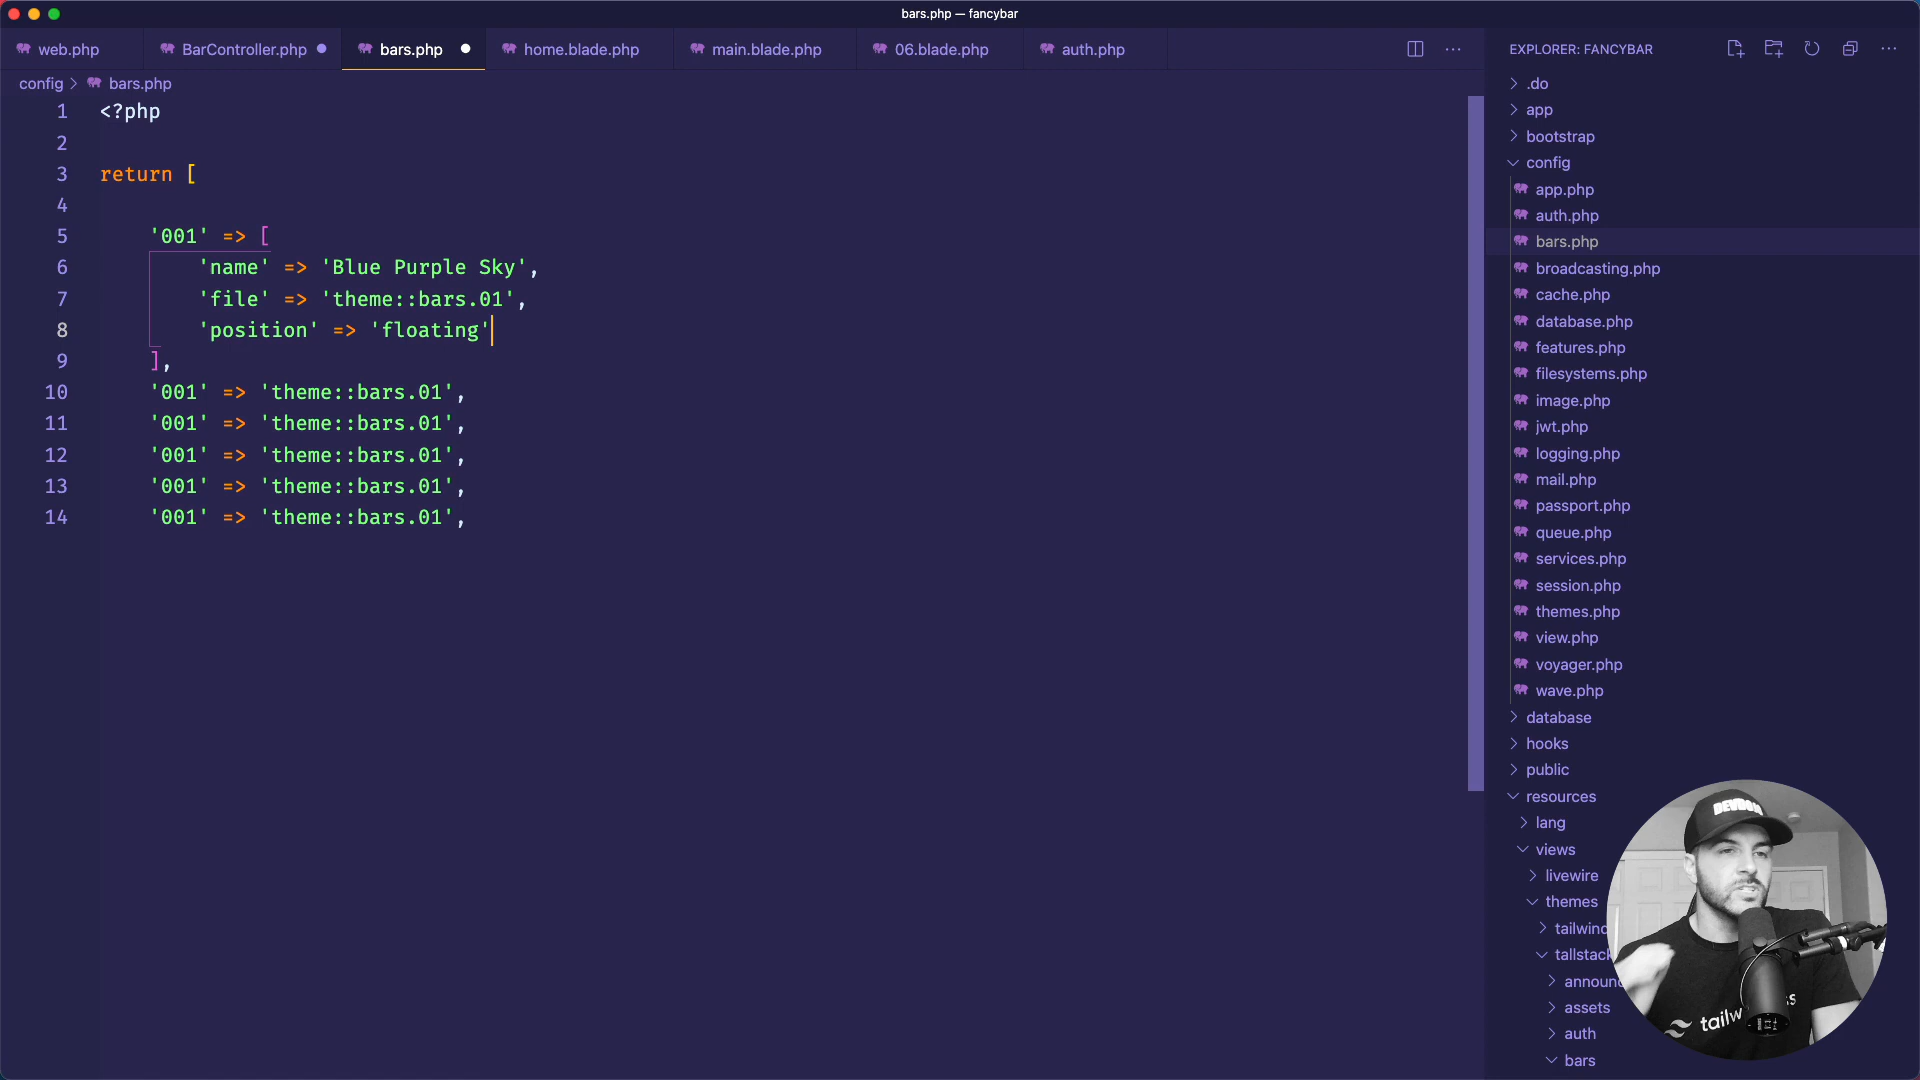 bars.php — fancybar
web.php
BarController.php
bars.php
home.blade.php
main.blade.php
06.blade.php
auth.php
EXPLORER: FANCYBAR
config > bars.php
1 <?php
2
3 return [
4
5 '001' => [
6 'name' => 'Blue Purple Sky',
7 'file' => 'theme::bars.01',
8 'position' => 'floating'
9 ],
10 '001' => 'theme::bars.01',
11 '001' => 'theme::bars.01',
12 '001' => 'theme::bars.01',
13 '001' => 'theme::bars.01',
14 '001' => 'theme::bars.01',
.do
app
bootstrap
config
app.php
auth.php
bars.php
broadcasting.php
cache.php
database.php
features.php
filesystems.php
image.php
jwt.php
logging.php
mail.php
passport.php
queue.php
services.php
session.php
themes.php
view.php
voyager.php
wave.php
database
hooks
public
resources
lang
views
livewire
themes
tailwind
tallstack
announ
assets
auth
bars